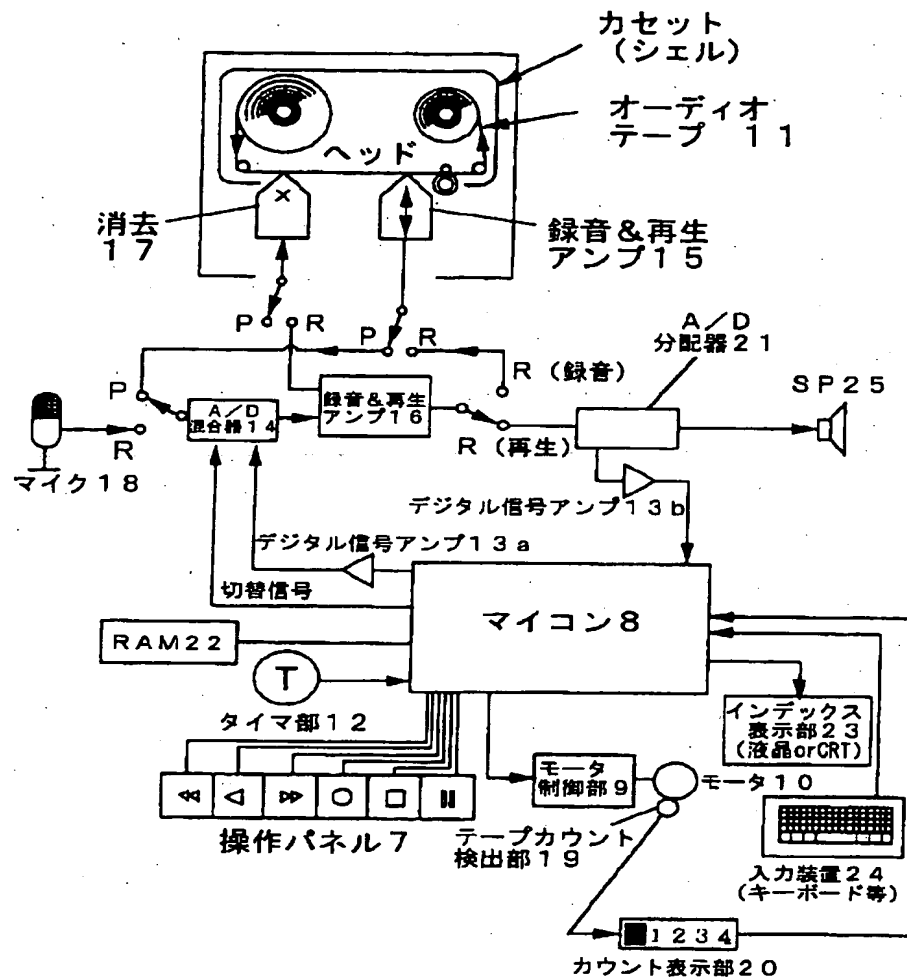 カセット
(シェル)
オーディオ
テープ 11
ヘッド
消去
17
録音&再生
アンプ15
P R
P R
A/D
分配器21
R (録音)
SP25
P
A/D
混合器14
録音&再生
アンプ16
R
R (再生)
マイク18
デジタル信号アンプ13b
デジタル信号アンプ13a
切替信号
マイコン8
RAM22
T
タイマ部12
インデックス
表示部23
(液晶orCRT)
モータ
制御部9
モータ10
操作パネル7
テープカウント
検出部19
入力装置24
(キーボード等)
1234
カウント表示部20